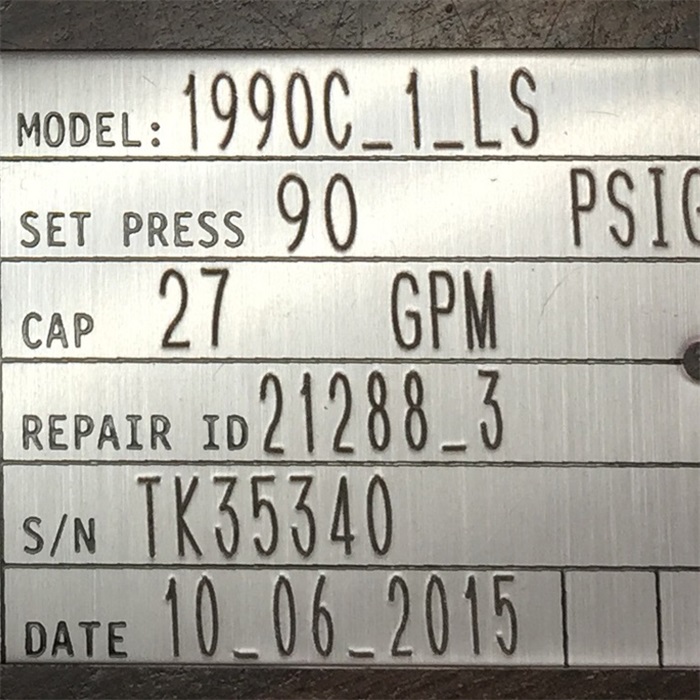 MODEL: 1990C_1_LS
SET PRESS 90 PSIG
CAP 27 GPM
REPAIR ID 21288_3
S/N TK35340
DATE 10_06_2015